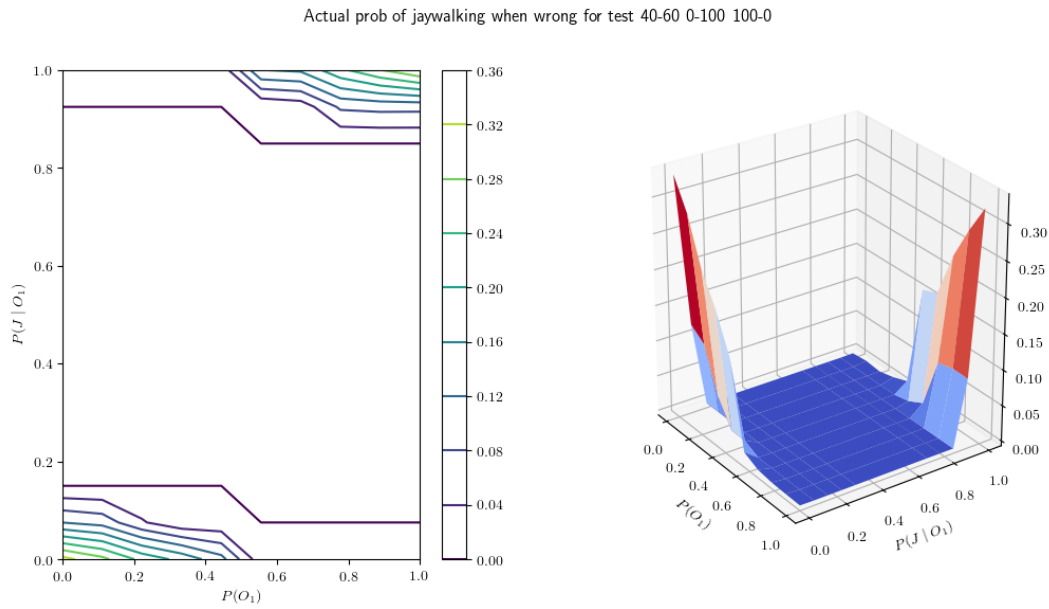 Actual prob of jaywalking when wrong for test 40-60 0-100 100-0
1.0
0.8
0.6
0.4
0.2
0.0
P(J | O₁)
0.0 0.2 0.4 0.6 0.8 1.0
P(O₁)
0.36
0.32
0.28
0.24
0.20
0.16
0.12
0.08
0.04
0.00
0.30
0.25
0.20
0.15
0.10
0.05
0.00
0.0 0.2 0.4 0.6 0.8 1.0
P(O₁)
0.0 0.2 0.4 0.6 0.8 1.0
P(J | O₁)